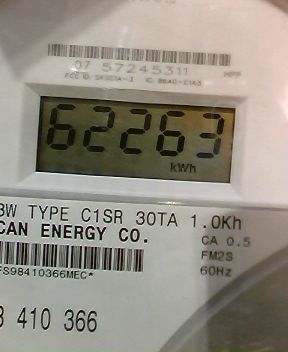 07 57245311
62263
kWh
3W TYPE C1SR 30TA 1.0Kh
CAN ENERGY CO.
CA 0.5
FM2S
60Hz
FS98410366MEC*
410 366